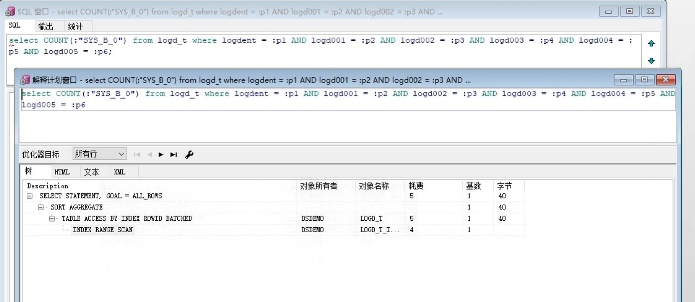 SQL 窗口 - select COUNT(:"SYS_B_0") from logd_t where logdent = :p1 AND logd001 = :p2 AND logd002 = :p3 AND ...
SQL 输出 统计
select COUNT(:"SYS_B_0") from logd_t where logdent = :p1 AND logd001 = :p2 AND logd002 = :p3 AND logd003 = :p4 AND logd004 = :
p5 AND logd005 = :p6;
解释计划窗口 - select COUNT(:"SYS_B_0") from logd_t where logdent = :p1 AND logd001 = :p2 AND logd002 = :p3 AND ...
select COUNT(:"SYS_B_0") from logd_t where logdent = :p1 AND logd001 = :p2 AND logd002 = :p3 AND logd003 = :p4 AND logd004 = :p5 AND
logd005 = :p6
优化器目标 所有行
树 HTML 文本 XML
Description 对象所有者 对象名称 耗费 基数 字节
SELECT STATEMENT, GOAL = ALL_ROWS 5 1 40
SORT AGGREGATE 1 40
TABLE ACCESS BY INDEX ROWID BATCHED DSDEMO LOGD_T 5 1 40
INDEX RANGE SCAN DSDEMO LOGD_T_I... 4 1